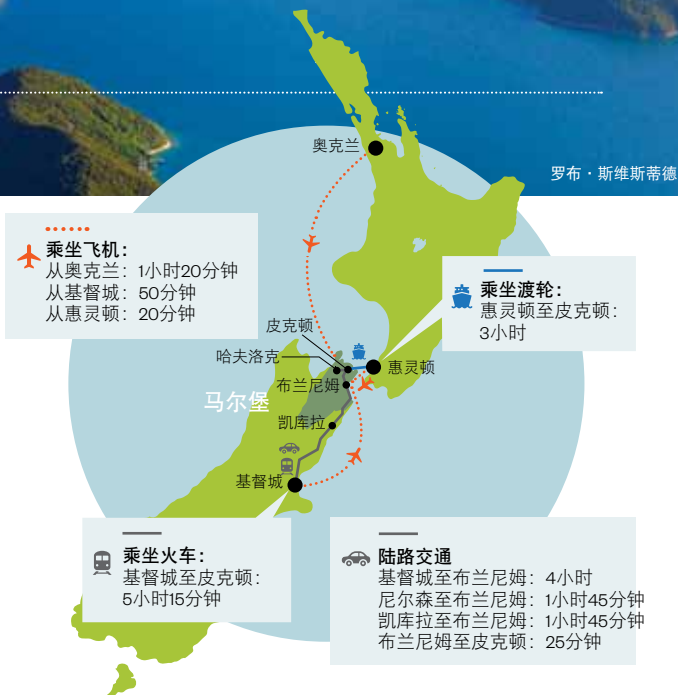 奥克兰
罗布·斯维斯蒂德
乘坐飞机：
从奥克兰：1小时20分钟
从基督城：50分钟
从惠灵顿：20分钟
乘坐渡轮：
惠灵顿至皮克顿：
3小时
皮克顿
哈夫洛克
惠灵顿
布兰尼姆
马尔堡
凯库拉
基督城
乘坐火车：
基督城至皮克顿：
5小时15分钟
陆路交通
基督城至布兰尼姆：4小时
尼尔森至布兰尼姆：1小时45分钟
凯库拉至布兰尼姆：1小时45分钟
布兰尼姆至皮克顿：25分钟